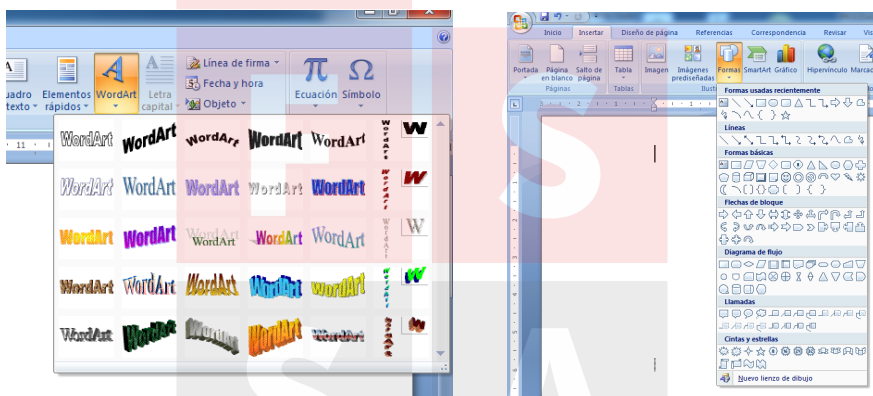 Línea de firma
Fecha y hora
Objeto
uadro
texto
Elementos
rápidos
WordArt
Letra
capital
π
Ecuación
Ω
Símbolo
11
WordArt WordArt WordArt WordArt WordArt WordArt W
WordArt WordArt WordArt WordArt WordArt WordArt W
WordArt WordArt WordArt WordArt WordArt WordArt W
WordArt WordArt WordArt WordArt WordArt WordArt W
WordArt WordArt WordArt WordArt WordArt WordArt W
Inicio Insertar Diseño de página Referencias Correspondencia Revisar Vis
Portada
Página
en blanco
Salto de
página
Tabla
Imagen
Imágenes
prediseñadas
Formas
SmartArt
Gráfico
Hipervínculo
Marcad
Páginas Tablas Ilust
Formas usadas recientemente
Líneas
Formas básicas
Flechas de bloque
Diagrama de flujo
Llamadas
Cintas y estrellas
Nuevo lienzo de dibujo